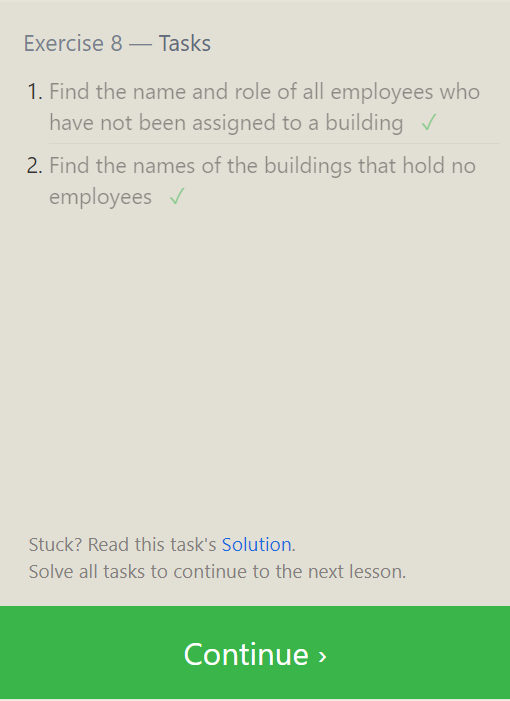 Exercise 8 — Tasks
1. Find the name and role of all employees who
have not been assigned to a building ✓
2. Find the names of the buildings that hold no
employees ✓
Stuck? Read this task's Solution.
Solve all tasks to continue to the next lesson.
Continue ›